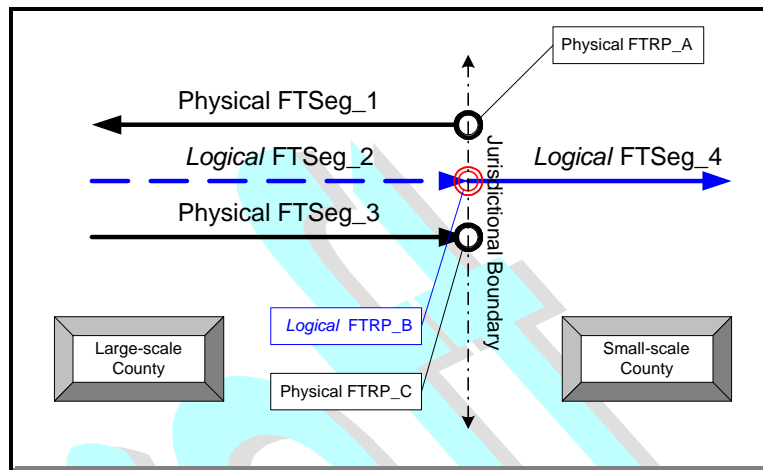 Physical FTRP_A
Physical FTSeg_1
Logical FTSeg_2
Logical FTSeg_4
Physical FTSeg_3
Jurisdictional Boundary
Logical FTRP_B
Physical FTRP_C
Large-scale
County
Small-scale
County